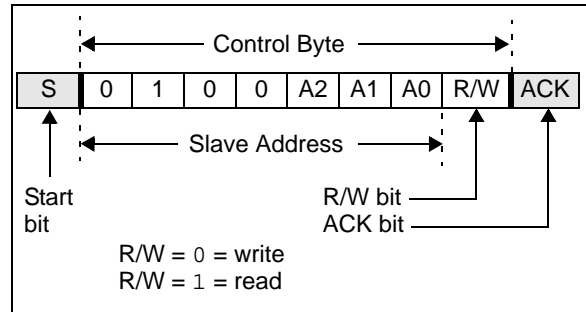 Control Byte
S 0 1 0 0 A2 A1 A0 R/W ACK
Slave Address
Start
bit
R/W bit
ACK bit
R/W = 0 = write
R/W = 1 = read